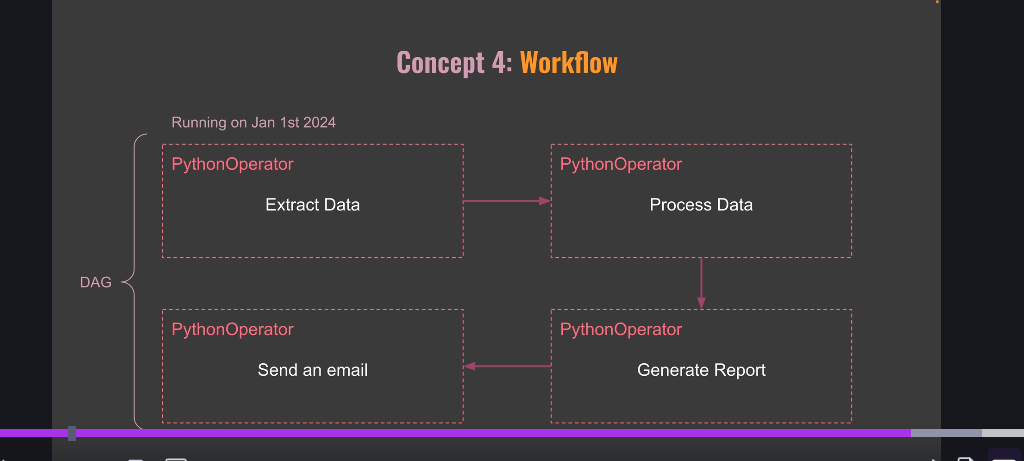 Concept 4: Workflow
Running on Jan 1st 2024
PythonOperator
Extract Data
PythonOperator
Process Data
DAG
PythonOperator
Send an email
PythonOperator
Generate Report